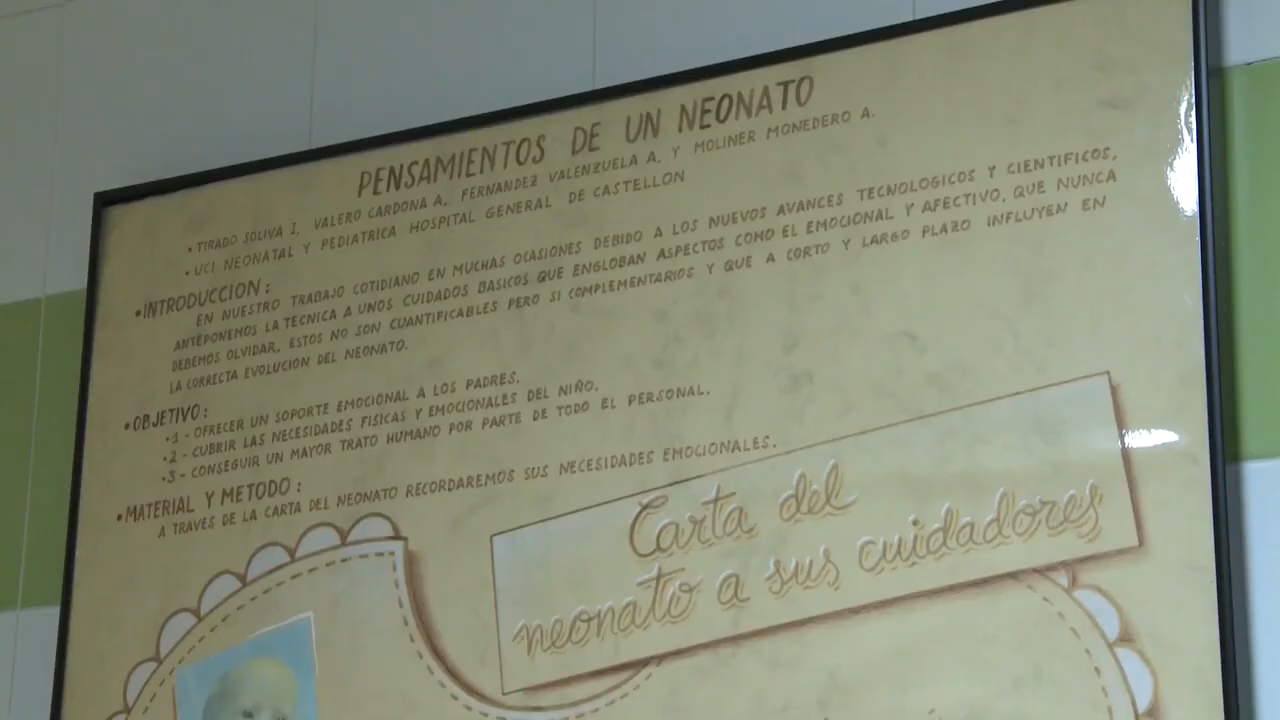 PENSAMIENTOS DE UN NEONATO
• TIRADO SOLIVA I, VALERO CARDONA A, FERNANDEZ VALENZUELA A. Y MOLINER MONEDERO A.
• UCI NEONATAL Y PEDIATRICA HOSPITAL GENERAL DE CASTELLON
•INTRODUCCION:
EN NUESTRO TRABAJO COTIDIANO EN MUCHAS OCASIONES DEBIDO A LOS NUEVOS AVANCES TECNOLOGICOS Y CIENTIFICOS,
ANTEPONEMOS LA TECNICA A UNOS CUIDADOS BASICOS QUE ENGLOBAN ASPECTOS COMO EL EMOCIONAL Y AFECTIVO, QUE NUNCA
DEBEMOS OLVIDAR. ESTOS NO SON CUANTIFICABLES PERO SI COMPLEMENTARIOS Y QUE A CORTO Y LARGO PLAZO INFLUYEN EN
LA CORRECTA EVOLUCION DEL NEONATO.
•OBJETIVO:
•1 - OFRECER UN SOPORTE EMOCIONAL A LOS PADRES.
•2 - CUBRIR LAS NECESIDADES FISICAS Y EMOCIONALES DEL NIÑO.
•3 - CONSEGUIR UN MAYOR TRATO HUMANO POR PARTE DE TODO EL PERSONAL.
•MATERIAL Y METODO:
A TRAVES DE LA CARTA DEL NEONATO RECORDAREMOS SUS NECESIDADES EMOCIONALES.
Carta del
neonato a sus cuidadores